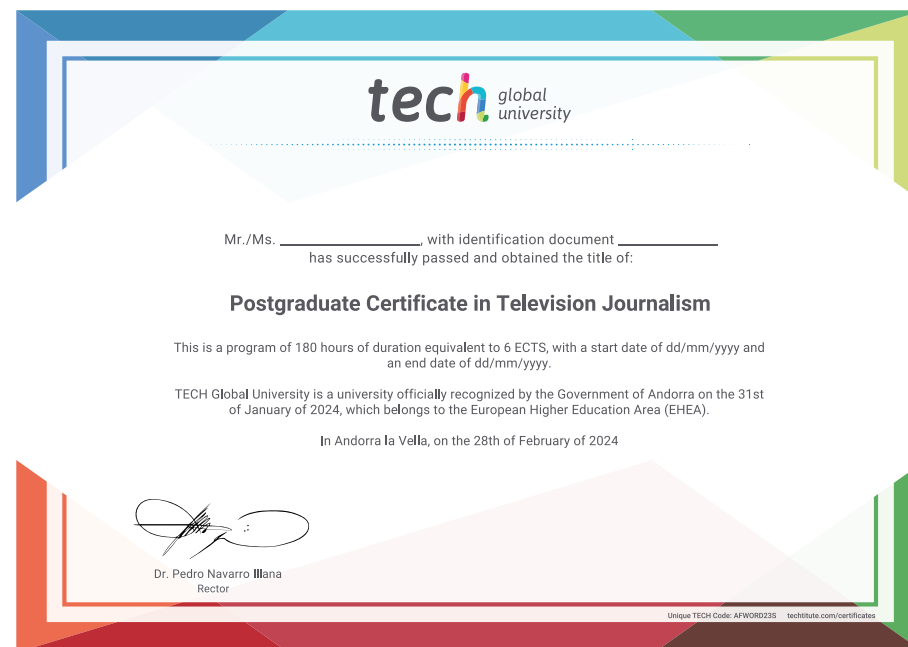 tech global university
Mr./Ms. ____________, with identification document ____________
has successfully passed and obtained the title of:
Postgraduate Certificate in Television Journalism
This is a program of 180 hours of duration equivalent to 6 ECTS, with a start date of dd/mm/yyyy and
an end date of dd/mm/yyyy.
TECH Global University is a university officially recognized by the Government of Andorra on the 31st
of January of 2024, which belongs to the European Higher Education Area (EHEA).
In Andorra la Vella, on the 28th of February of 2024
Dr. Pedro Navarro Illana
Rector
Unique TECH Code: AFWORD23S techtitute.com/certificates